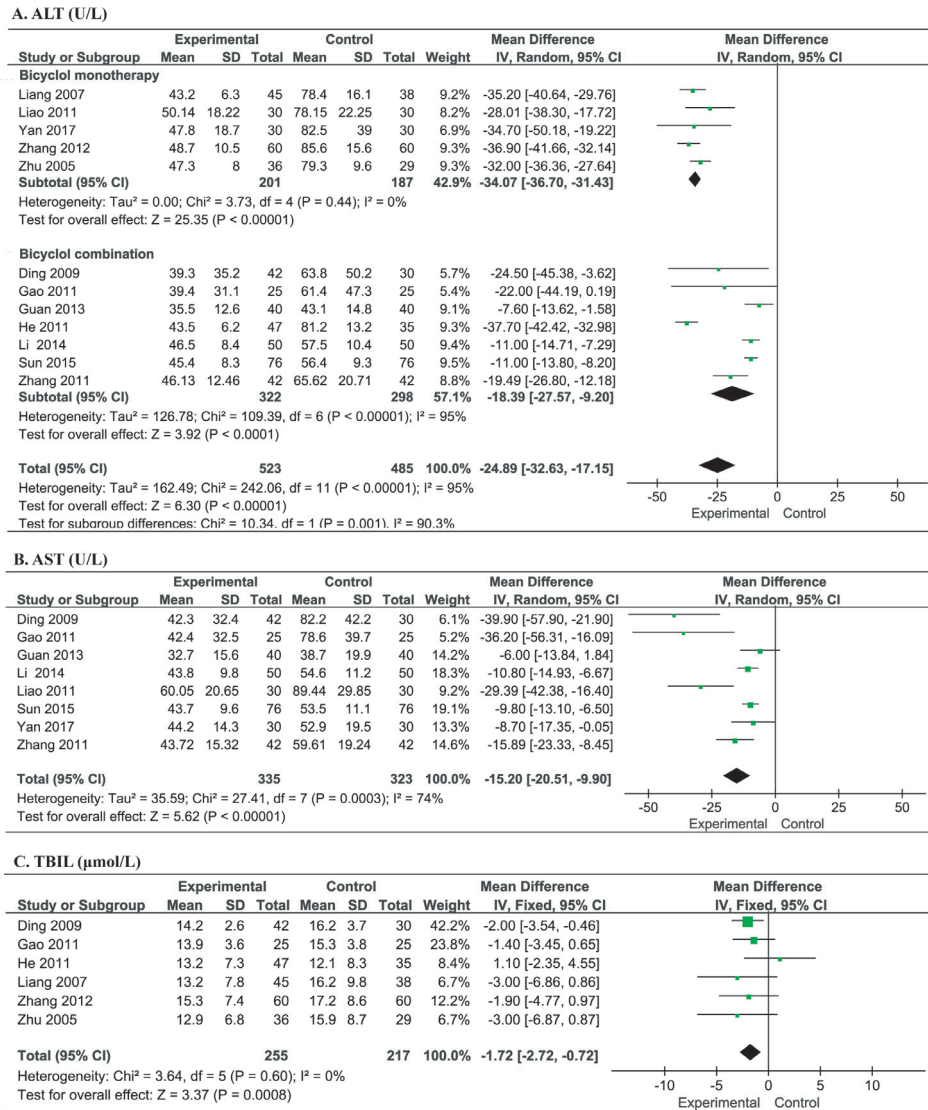 A. ALT (U/L)
Experimental Control Mean Difference Mean Difference
Study or Subgroup Mean SD Total Mean SD Total Weight IV, Random, 95% CI IV, Random, 95% CI
Bicyclol monotherapy
Liang 2007 43.2 6.3 45 78.4 16.1 38 9.2% -35.20 [-40.64, -29.76]
Liao 2011 50.14 18.22 30 78.15 22.25 30 8.2% -28.01 [-38.30, -17.72]
Yan 2017 47.8 18.7 30 82.5 39 30 6.9% -34.70 [-50.18, -19.22]
Zhang 2012 48.7 10.5 60 85.6 15.6 60 9.2% -36.90 [-41.66, -32.14]
Zhu 2005 47.3 8 36 79.3 9.6 29 9.3% -32.00 [-36.36, -27.64]
Subtotal (95% CI) 201 187 42.9% -34.07 [-36.70, -31.43]
Heterogeneity: Tau² = 0.00; Chi² = 3.73, df = 4 (P = 0.44); I² = 0%
Test for overall effect: Z = 25.35 (P < 0.00001)
Bicyclol combination
Ding 2009 39.3 35.2 42 63.8 50.2 30 5.7% -24.50 [-45.38, -3.62]
Gao 2011 39.4 31.1 25 61.4 47.3 25 5.4% -22.00 [-44.19, 0.19]
Guan 2013 35.5 12.6 40 43.1 14.8 40 9.1% -7.60 [-13.62, -1.58]
He 2011 43.5 6.2 47 81.2 13.2 35 9.3% -37.70 [-42.42, -32.98]
Li 2014 46.5 8.4 50 57.5 10.4 50 9.4% -11.00 [-14.71, -7.29]
Sun 2015 45.4 8.3 76 56.4 9.3 76 9.5% -11.00 [-13.80, -8.20]
Zhang 2011 46.13 12.46 42 65.62 20.71 42 8.8% -19.49 [-26.80, -12.18]
Subtotal (95% CI) 322 298 57.1% -18.39 [-27.57, -9.20]
Heterogeneity: Tau² = 126.78; Chi² = 109.39, df = 6 (P < 0.00001); I² = 95%
Test for overall effect: Z = 3.92 (P < 0.0001)
Total (95% CI) 523 485 100.0% -24.89 [-32.63, -17.15]
Heterogeneity: Tau² = 162.49; Chi² = 242.06, df = 11 (P < 0.00001); I² = 95%
Test for overall effect: Z = 6.30 (P < 0.00001)
Test for subgroup differences: Chi² = 10.34. df = 1 (P = 0.001). I² = 90.3%
-50 -25 0 25 50
Experimental Control
B. AST (U/L)
Experimental Control Mean Difference Mean Difference
Study or Subgroup Mean SD Total Mean SD Total Weight IV, Random, 95% CI IV, Random, 95% CI
Ding 2009 42.3 32.4 42 82.2 42.2 30 6.1% -39.90 [-57.90, -21.90]
Gao 2011 42.4 32.5 25 78.6 39.7 25 5.2% -36.20 [-56.31, -16.09]
Guan 2013 32.7 15.6 40 38.7 19.9 40 14.2% -6.00 [-13.84, 1.84]
Li 2014 43.8 9.8 50 54.6 11.2 50 18.3% -10.80 [-14.93, -6.67]
Liao 2011 60.05 20.65 30 89.44 29.85 30 9.2% -29.39 [-42.38, -16.40]
Sun 2015 43.7 9.6 76 53.5 11.1 76 19.1% -9.80 [-13.10, -6.50]
Yan 2017 44.2 14.3 30 52.9 19.5 30 13.3% -8.70 [-17.35, -0.05]
Zhang 2011 43.72 15.32 42 59.61 19.24 42 14.6% -15.89 [-23.33, -8.45]
Total (95% CI) 335 323 100.0% -15.20 [-20.51, -9.90]
Heterogeneity: Tau² = 35.59; Chi² = 27.41, df = 7 (P = 0.0003); I² = 74%
Test for overall effect: Z = 5.62 (P < 0.00001)
-50 -25 0 25 50
Experimental Control
C. TBIL (μmol/L)
Experimental Control Mean Difference Mean Difference
Study or Subgroup Mean SD Total Mean SD Total Weight IV, Fixed, 95% CI IV, Fixed, 95% CI
Ding 2009 14.2 2.6 42 16.2 3.7 30 42.2% -2.00 [-3.54, -0.46]
Gao 2011 13.9 3.6 25 15.3 3.8 25 23.8% -1.40 [-3.45, 0.65]
He 2011 13.2 7.3 47 12.1 8.3 35 8.4% 1.10 [-2.35, 4.55]
Liang 2007 13.2 7.8 45 16.2 9.8 38 6.7% -3.00 [-6.86, 0.86]
Zhang 2012 15.3 7.4 60 17.2 8.6 60 12.2% -1.90 [-4.77, 0.97]
Zhu 2005 12.9 6.8 36 15.9 8.7 29 6.7% -3.00 [-6.87, 0.87]
Total (95% CI) 255 217 100.0% -1.72 [-2.72, -0.72]
Heterogeneity: Chi² = 3.64, df = 5 (P = 0.60); I² = 0%
Test for overall effect: Z = 3.37 (P = 0.0008)
-10 -5 0 5 10
Experimental Control